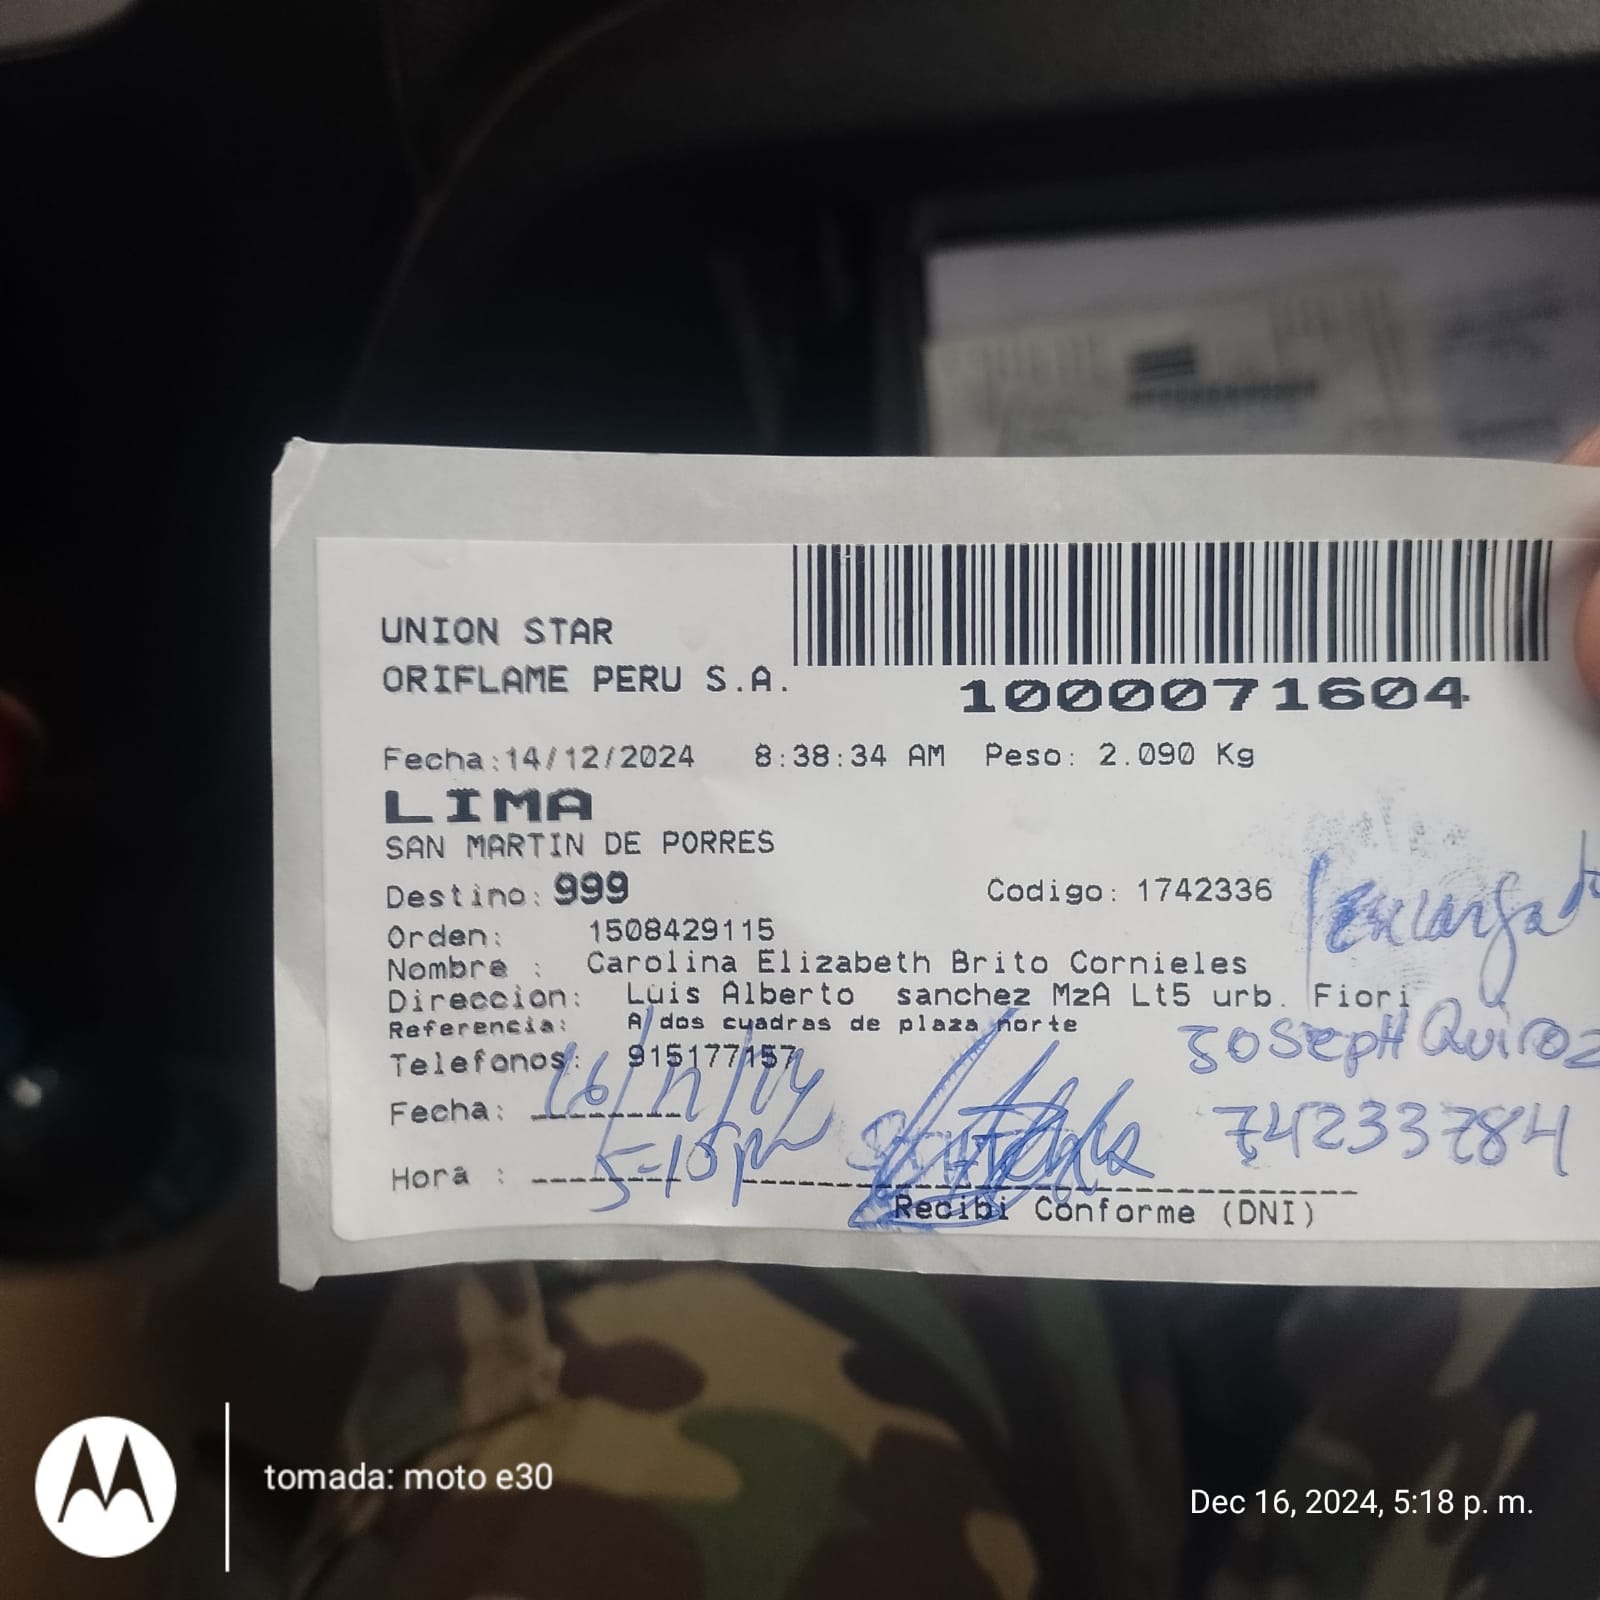 UNION STAR
ORIFLAME PERU S.A.
1000071604
Fecha:14/12/2024 8:38:34 AM Peso: 2.090 Kg
LIMA
SAN MARTIN DE PORRES
Destino: 999 Codigo: 1742336
Encargado
Orden: 1508429115
Nombre : Carolina Elizabeth Brito Cornieles
Direccion: Luis Alberto sanchez MzA Lt5 urb. Fiori
Referencia: A dos cuadras de plaza norte
JOSEPH Quiroz
Telefonos: 915177157
Fecha: 16/12/24
74233784
Hora : 5-15pm
Recibi Conforme (DNI)
tomada: moto e30
Dec 16, 2024, 5:18 p. m.